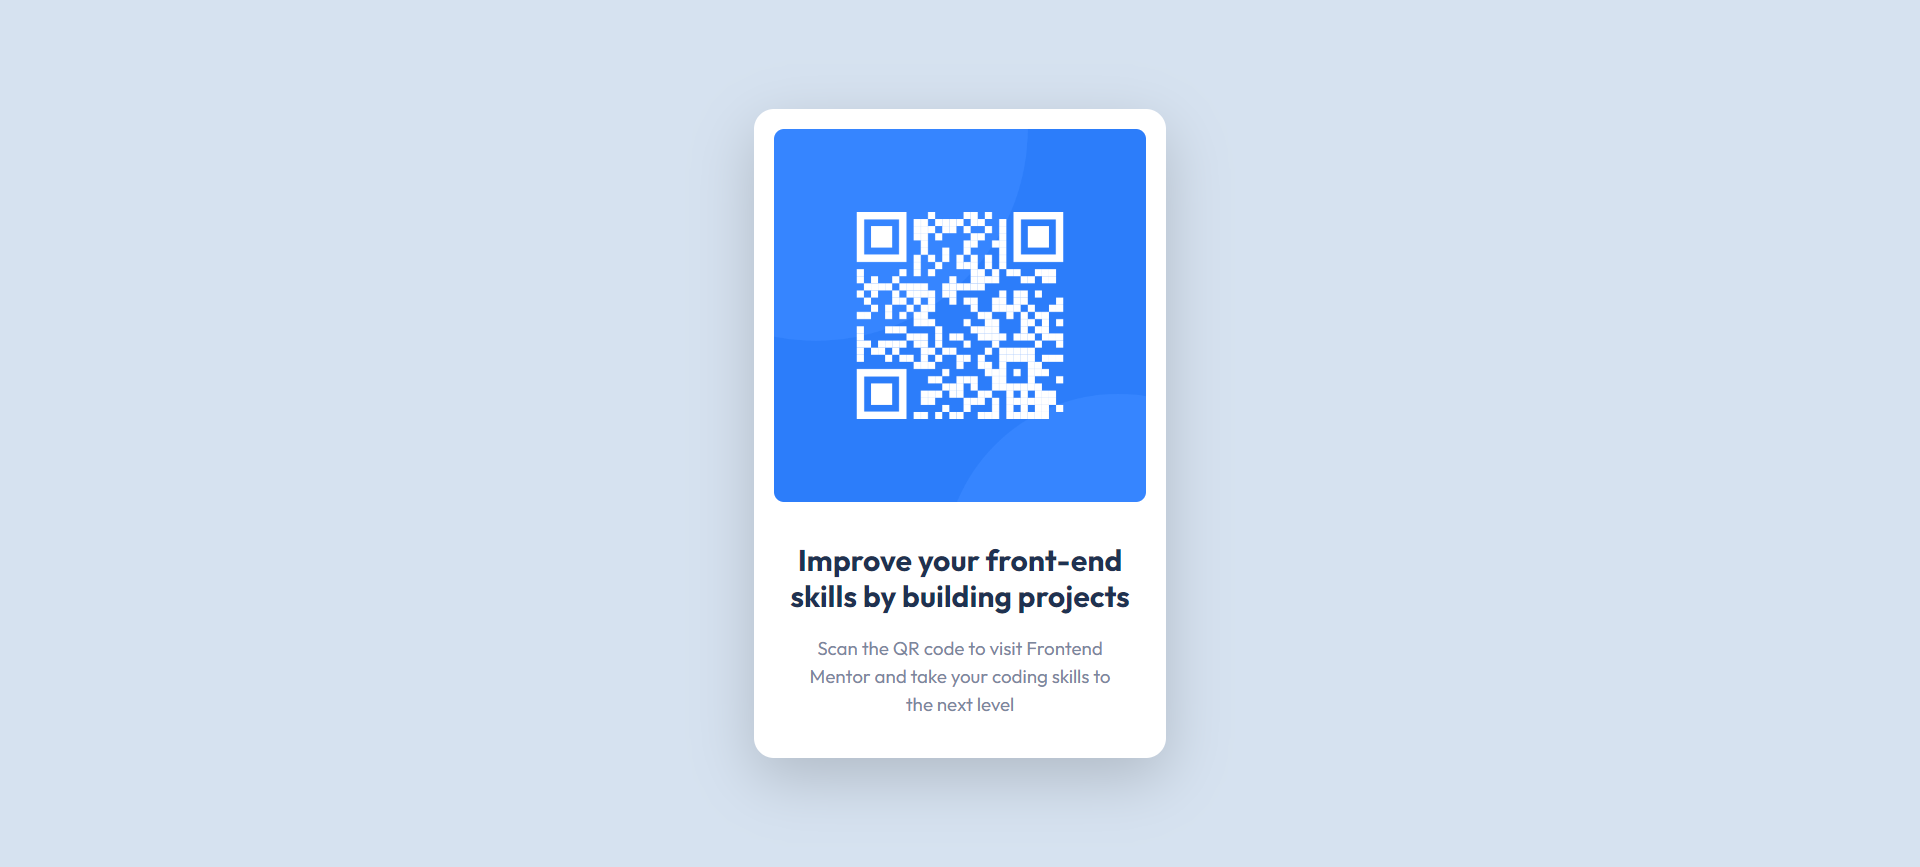 Improve your front-end
skills by building projects
Scan the QR code to visit Frontend
Mentor and take your coding skills to
the next level